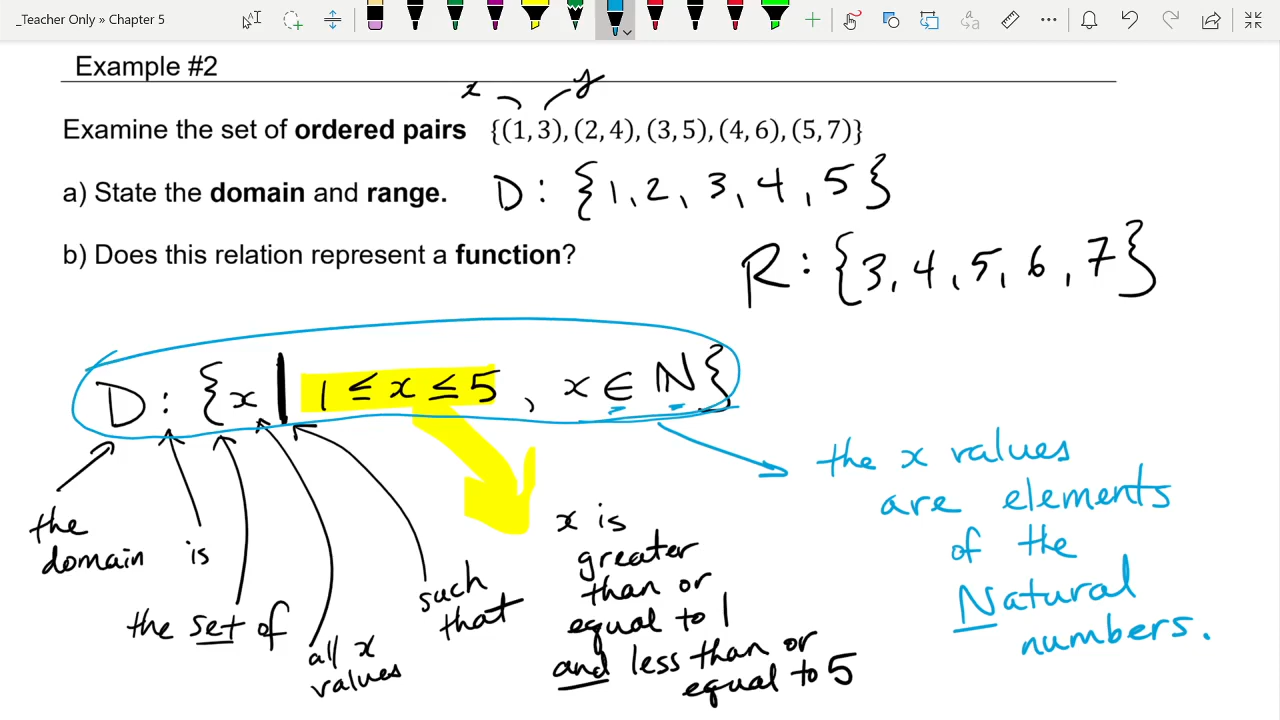 _Teacher Only » Chapter 5
Example #2
x y
Examine the set of ordered pairs {(1, 3), (2, 4), (3, 5), (4, 6), (5, 7)}
a) State the domain and range. D : {1, 2, 3, 4, 5}
b) Does this relation represent a function?
R : {3, 4, 5, 6, 7}
D : {x | 1 ≤ x ≤ 5 , x ∈ ℕ}
the
domain is
the set of
all x
values
such
that
x is
greater
than or
equal to 1
and less than or
equal to 5
the x values
are elements
of the
Natural
numbers.